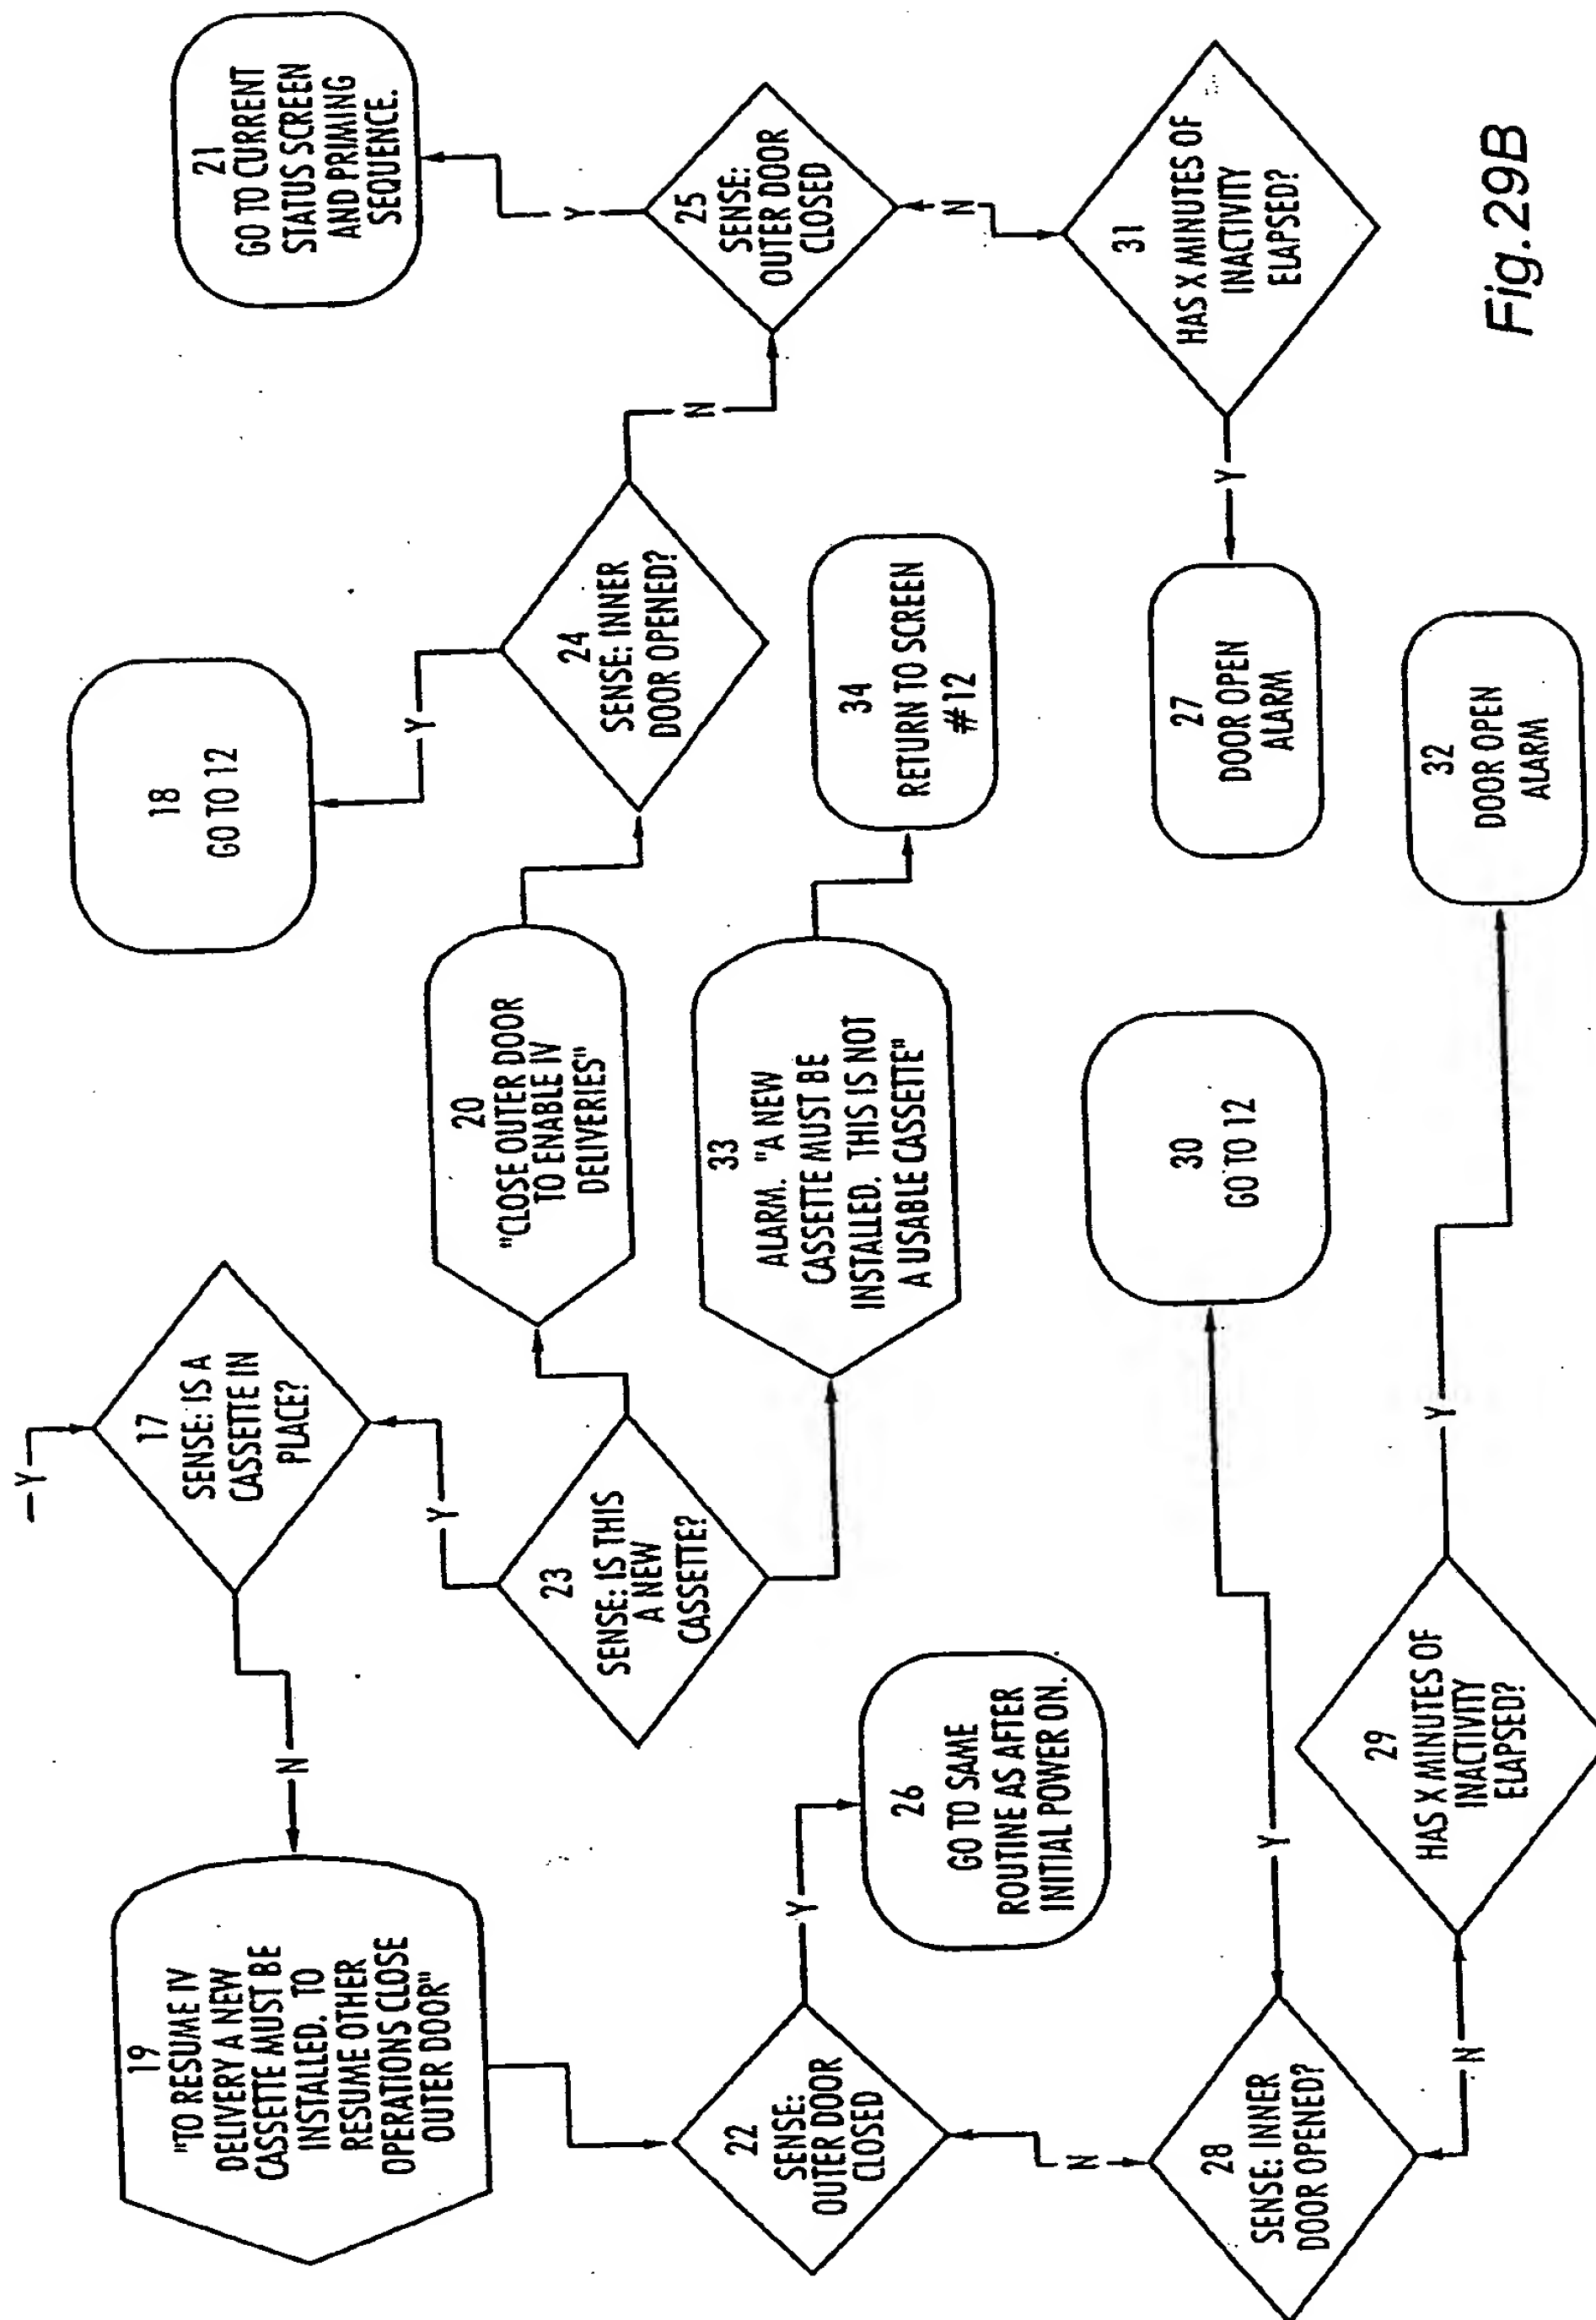 Y
17
SENSE: IS A
CASSETTE IN
PLACE?
N
Y
19
"TO RESUME IV
DELIVERY A NEW
CASSETTE MUST BE
INSTALLED. TO
RESUME OTHER
OPERATIONS CLOSE
OUTER DOOR"
23
SENSE: IS THIS
A NEW
CASSETTE?
20
"CLOSE OUTER DOOR
TO ENABLE IV
DELIVERIES"
18
GO TO 12
Y
24
SENSE: INNER
DOOR OPENED?
N
21
GO TO CURRENT
STATUS SCREEN
AND PRIMING
SEQUENCE.
Y
25
SENSE:
OUTER DOOR
CLOSED
N
33
ALARM. "A NEW
CASSETTE MUST BE
INSTALLED. THIS IS NOT
A USABLE CASSETTE"
34
RETURN TO SCREEN
#12
22
SENSE:
OUTER DOOR
CLOSED
Y
26
GO TO SAME
ROUTINE AS AFTER
INITIAL POWER ON.
N
28
SENSE: INNER
DOOR OPENED?
Y
30
GO TO 12
27
DOOR OPEN
ALARM
Y
31
HAS X MINUTES OF
INACTIVITY
ELAPSED?
N
29
HAS X MINUTES OF
INACTIVITY
ELAPSED?
Y
32
DOOR OPEN
ALARM
Fig.29B